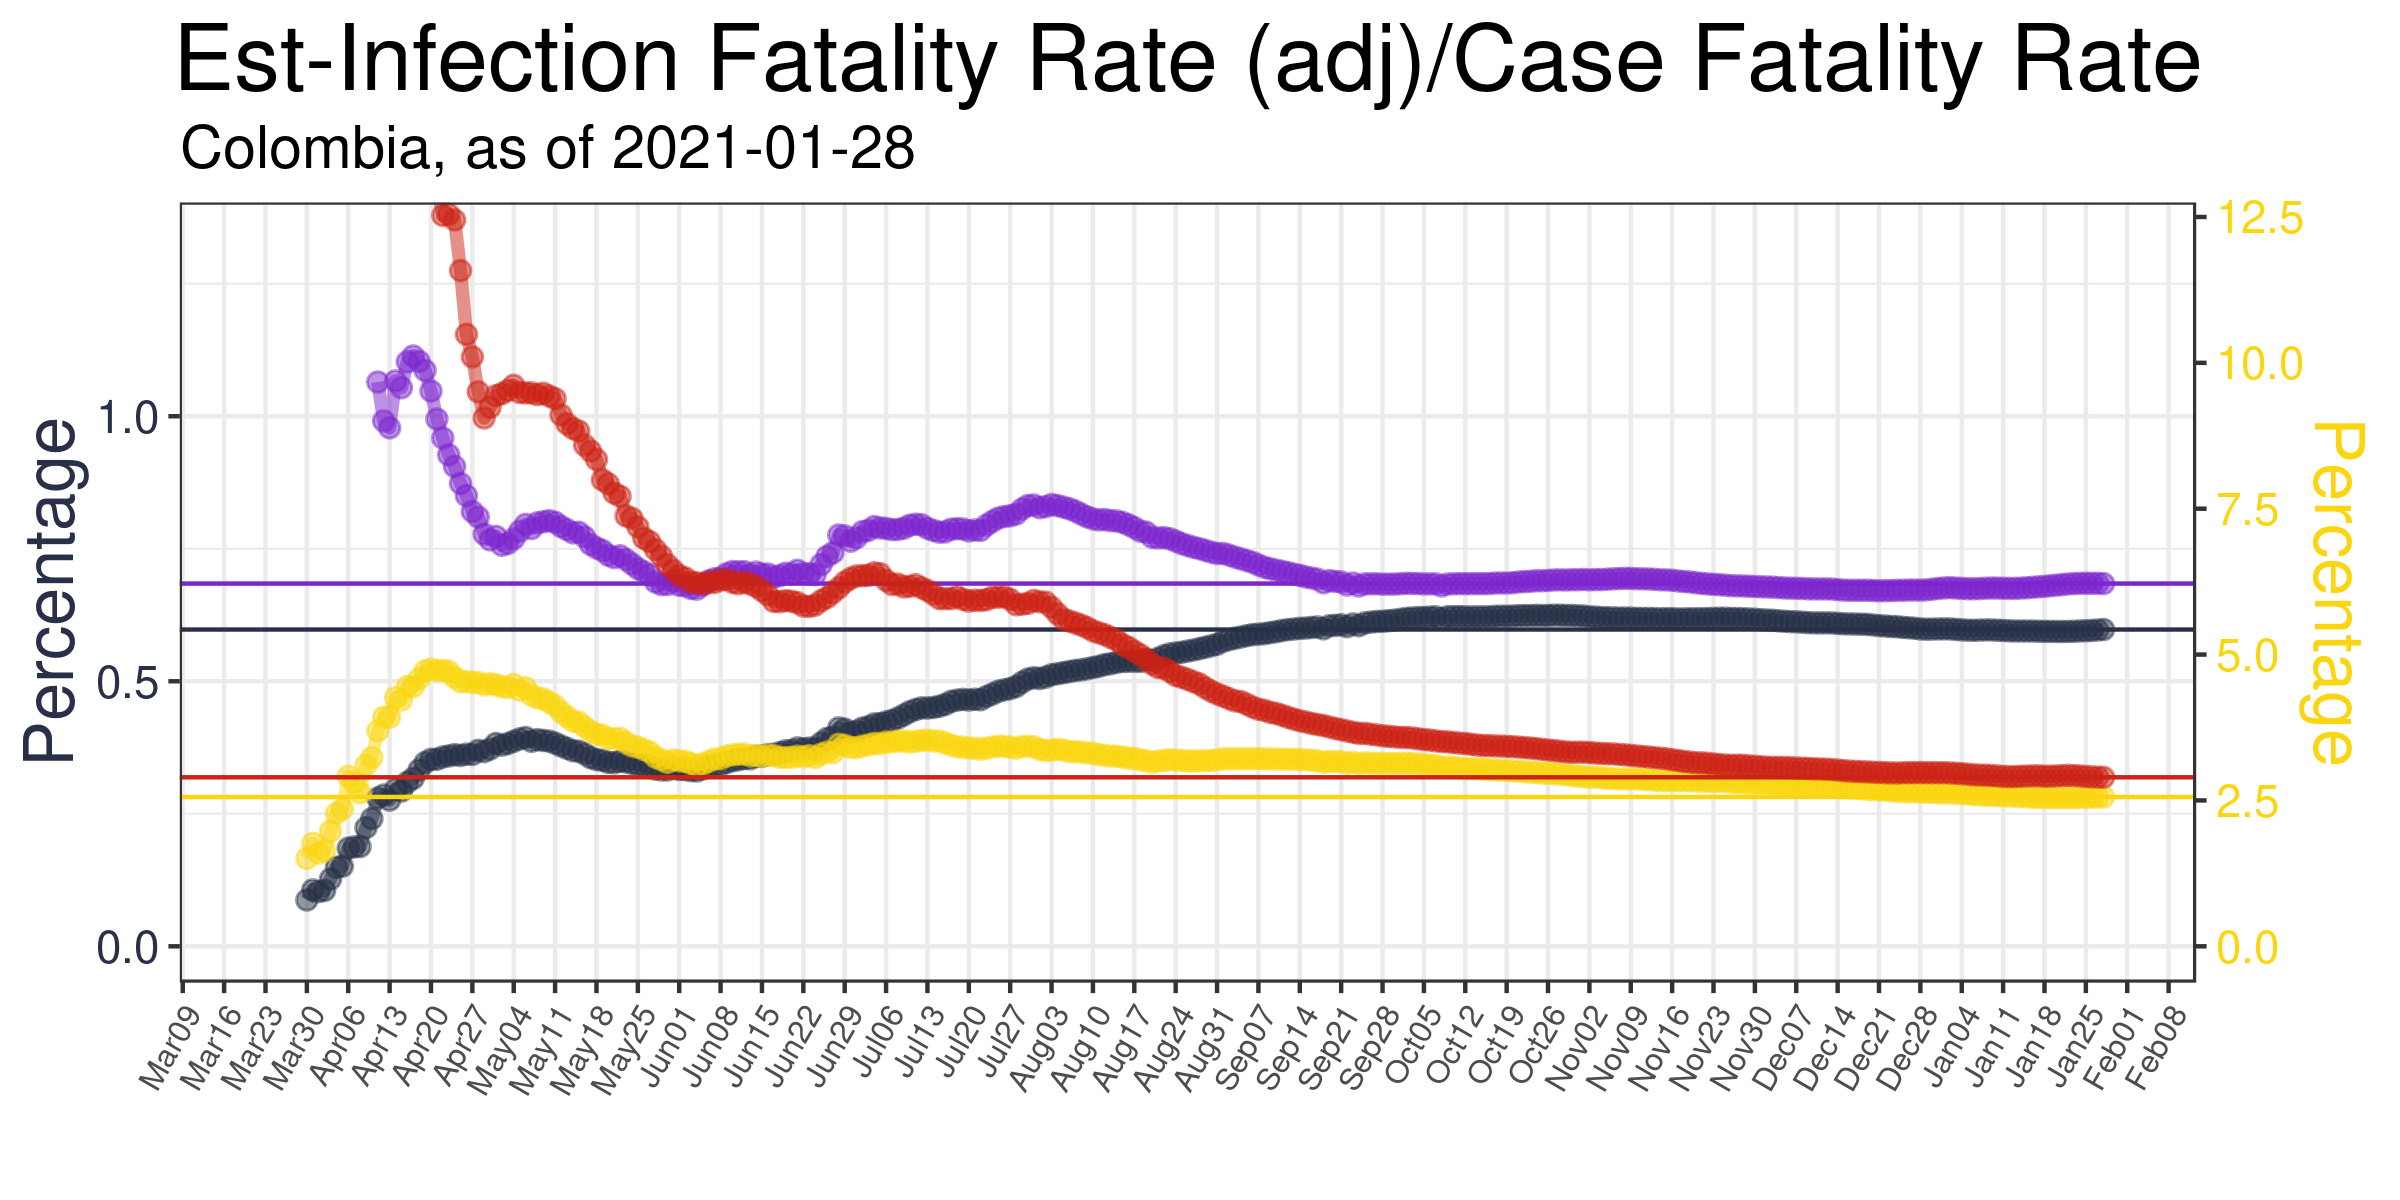 Est-Infection Fatality Rate (adj)/Case Fatality Rate
Colombia, as of 2021-01-28
Percentage
1.0
0.5
0.0
12.5
10.0
7.5
5.0
2.5
0.0
Percentage
Mar09
Mar16
Mar23
Mar30
Apr06
Apr13
Apr20
Apr27
May04
May11
May18
May25
Jun01
Jun08
Jun15
Jun22
Jun29
Jul06
Jul13
Jul20
Jul27
Aug03
Aug10
Aug17
Aug24
Aug31
Sep07
Sep14
Sep21
Sep28
Oct05
Oct12
Oct19
Oct26
Nov02
Nov09
Nov16
Nov23
Nov30
Dec07
Dec14
Dec21
Dec28
Jan04
Jan11
Jan18
Jan25
Feb01
Feb08